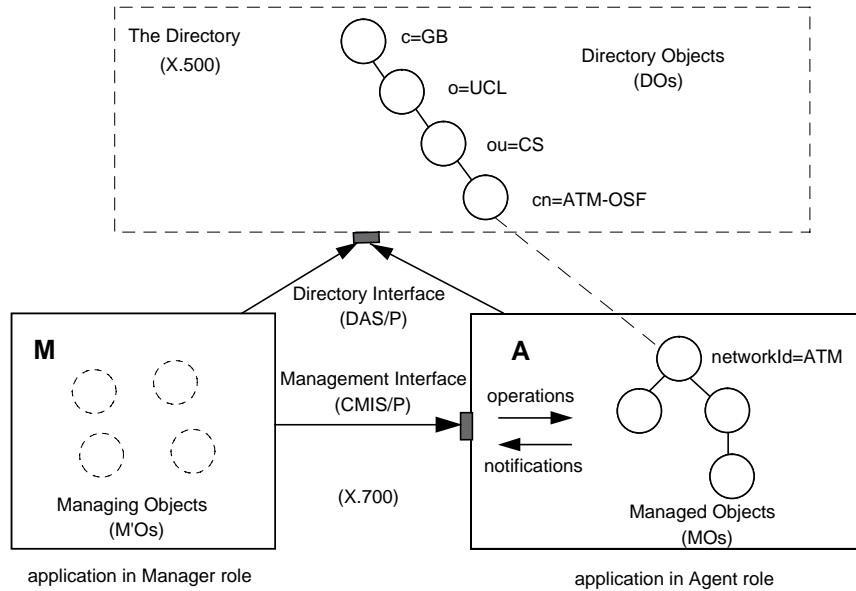 The Directory
(X.500)
c=GB
o=UCL
ou=CS
cn=ATM-OSF
Directory Objects
(DOs)
Directory Interface
(DAS/P)
M
Managing Objects
(M'Os)
Management Interface
(CMIS/P)
(X.700)
A
operations
notifications
networkId=ATM
Managed Objects
(MOs)
application in Manager role
application in Agent role